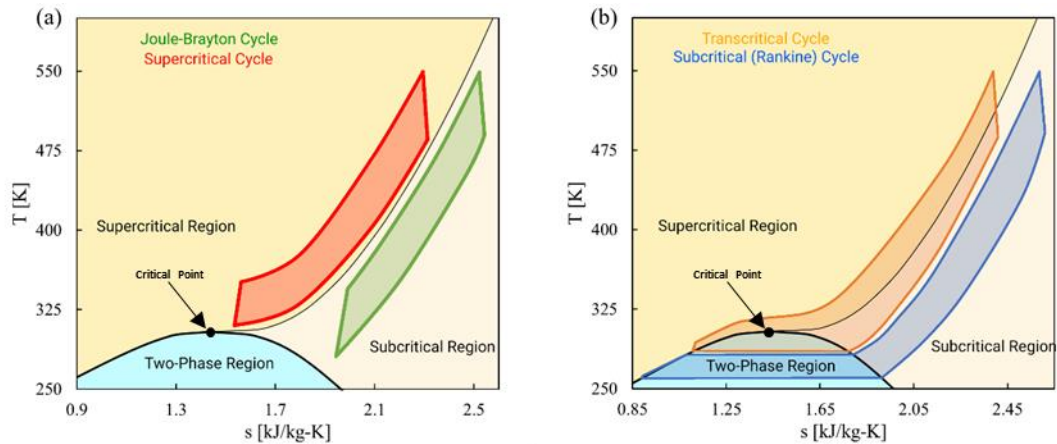 (a)
Joule-Brayton Cycle
Supercritical Cycle
550
475
400
325
250
T [K]
Supercritical Region
Critical Point
Two-Phase Region
Subcritical Region
0.9
1.3
1.7
2.1
2.5
s [kJ/kg-K]
(b)
Transcritical Cycle
Subcritical (Rankine) Cycle
550
475
400
325
250
T [K]
Supercritical Region
Critical Point
Two-Phase Region
Subcritical Region
0.85
1.25
1.65
2.05
2.45
s [kJ/kg-K]